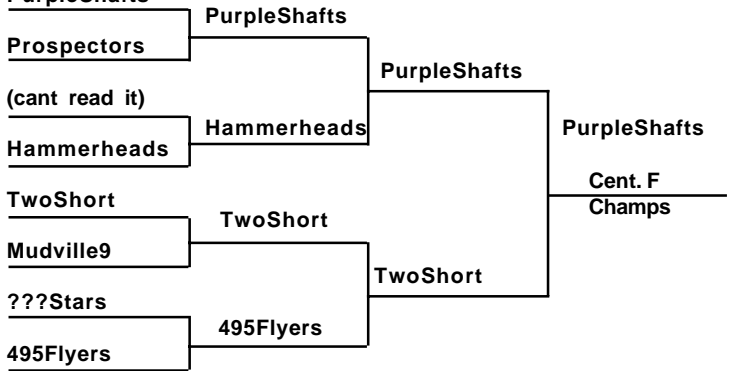 PurpleShafts
PurpleShafts
Prospectors
PurpleShafts
(cant read it)
Hammerheads
PurpleShafts
Hammerheads
Cent. F
TwoShort
Champs
TwoShort
Mudville9
TwoShort
???Stars
495Flyers
495Flyers